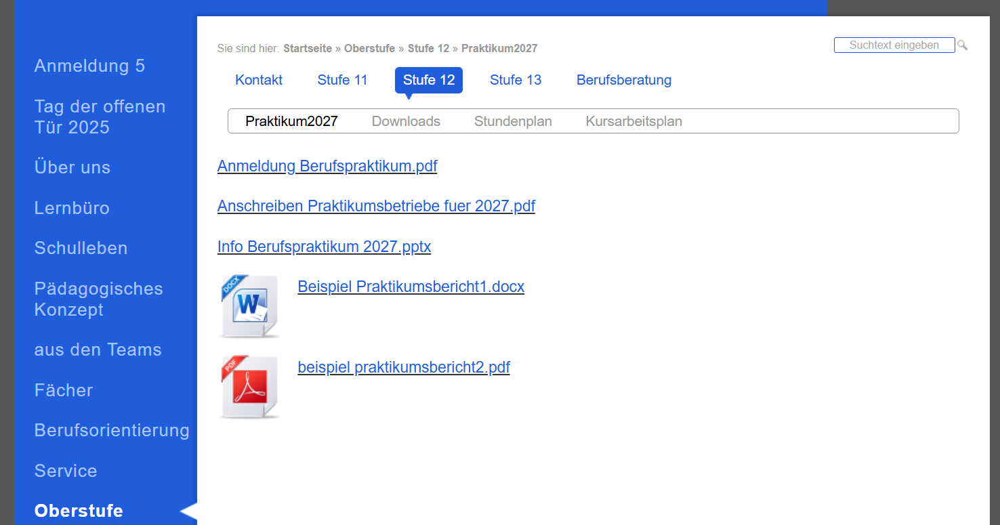 Anmeldung 5
Tag der offenen
Tür 2025
Über uns
Lernbüro
Schulleben
Pädagogisches
Konzept
aus den Teams
Fächer
Berufsorientierung
Service
Oberstufe
Sie sind hier: Startseite » Oberstufe » Stufe 12 » Praktikum2027
Suchtext eingeben
Kontakt Stufe 11 Stufe 12 Stufe 13 Berufsberatung
Praktikum2027 Downloads Stundenplan Kursarbeitsplan
Anmeldung Berufspraktikum.pdf
Anschreiben Praktikumsbetriebe fuer 2027.pdf
Info Berufspraktikum 2027.pptx
DOCX
W
Beispiel Praktikumsbericht1.docx
PDF
beispiel praktikumsbericht2.pdf